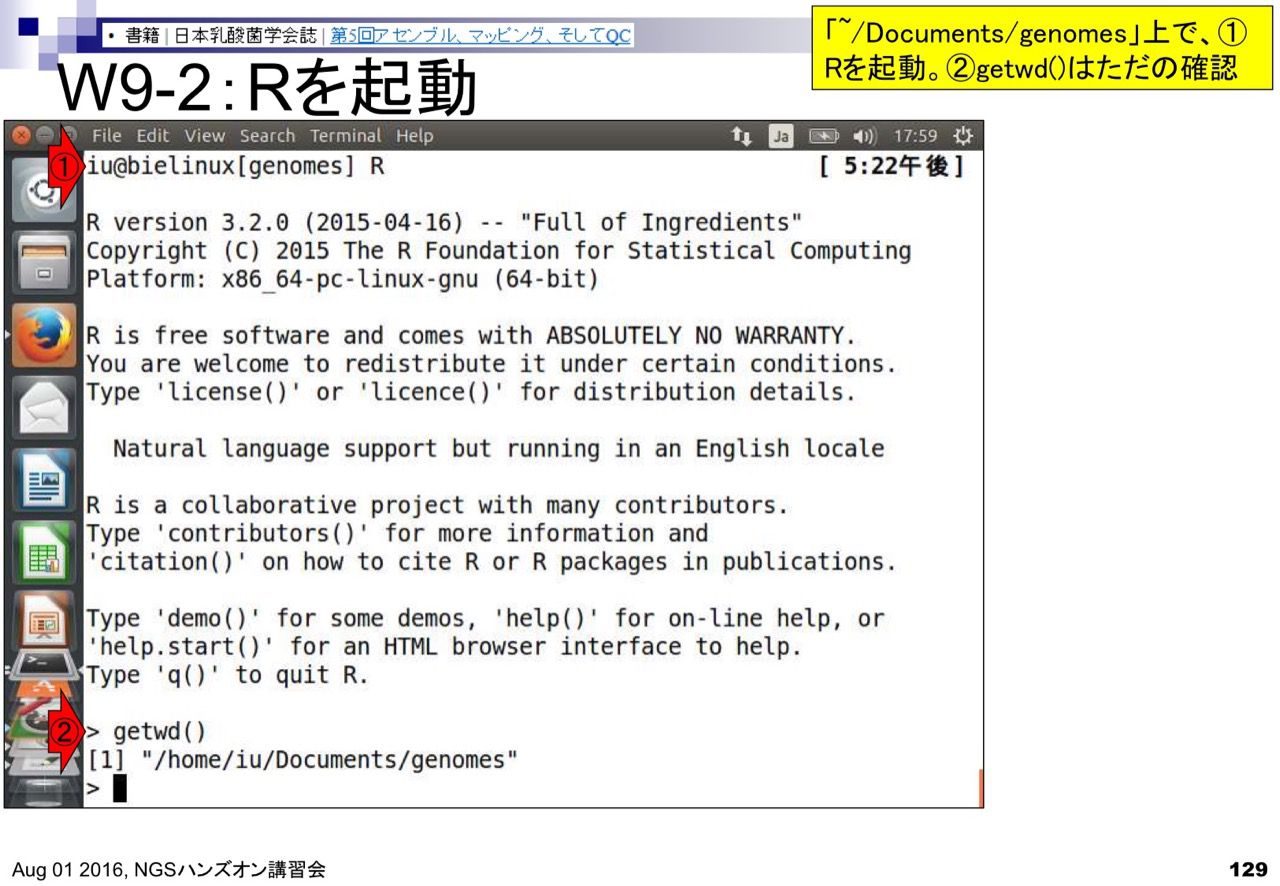 • 書籍 | 日本乳酸菌学会誌 | 第5回アセンブル、マッピング、そしてQC
W9-2：Rを起動
「~/Documents/genomes」上で、①
Rを起動。②getwd()はただの確認
File Edit View Search Terminal Help
Ja 17:59
① iu@bielinux[genomes] R [ 5:22午後]
R version 3.2.0 (2015-04-16) -- "Full of Ingredients"
Copyright (C) 2015 The R Foundation for Statistical Computing
Platform: x86_64-pc-linux-gnu (64-bit)
R is free software and comes with ABSOLUTELY NO WARRANTY.
You are welcome to redistribute it under certain conditions.
Type 'license()' or 'licence()' for distribution details.
Natural language support but running in an English locale
R is a collaborative project with many contributors.
Type 'contributors()' for more information and
'citation()' on how to cite R or R packages in publications.
Type 'demo()' for some demos, 'help()' for on-line help, or
'help.start()' for an HTML browser interface to help.
Type 'q()' to quit R.
② > getwd()
[1] "/home/iu/Documents/genomes"
>
Aug 01 2016, NGSハンズオン講習会
129